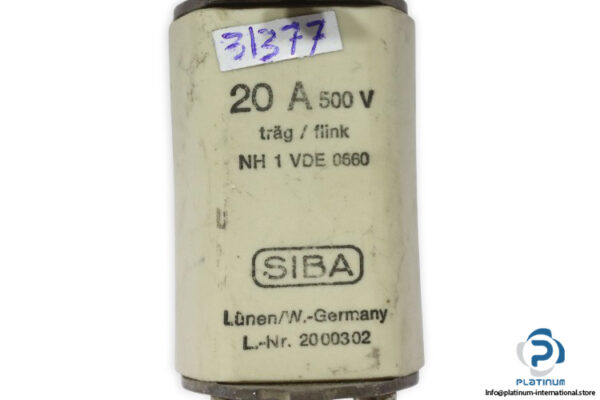 31377
20 A 500 V
träg / flink
NH 1 VDE 0660
SIBA
Lünen/W.-Germany
L.-Nr. 2000302
PLATINUM
Info@platinum-international.store